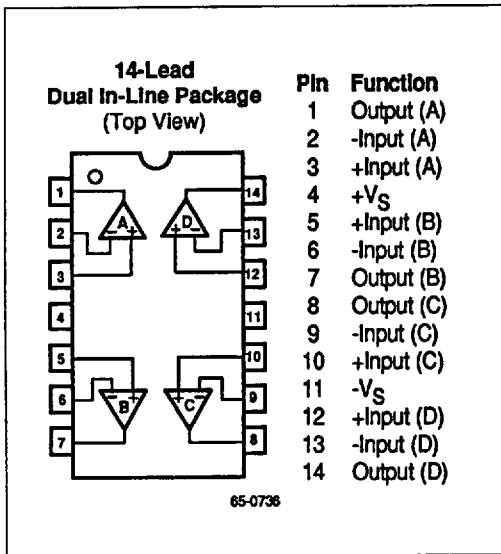 14-Lead
Dual In-Line Package
(Top View)
1
2
3
4
5
6
7
14
13
12
11
10
9
8
A
- +
D
+ -
B
- +
C
+ -
Pin Function
1 Output (A)
2 -Input (A)
3 +Input (A)
4 +VS
5 +Input (B)
6 -Input (B)
7 Output (B)
8 Output (C)
9 -Input (C)
10 +Input (C)
11 -VS
12 +Input (D)
13 -Input (D)
14 Output (D)
65-0736